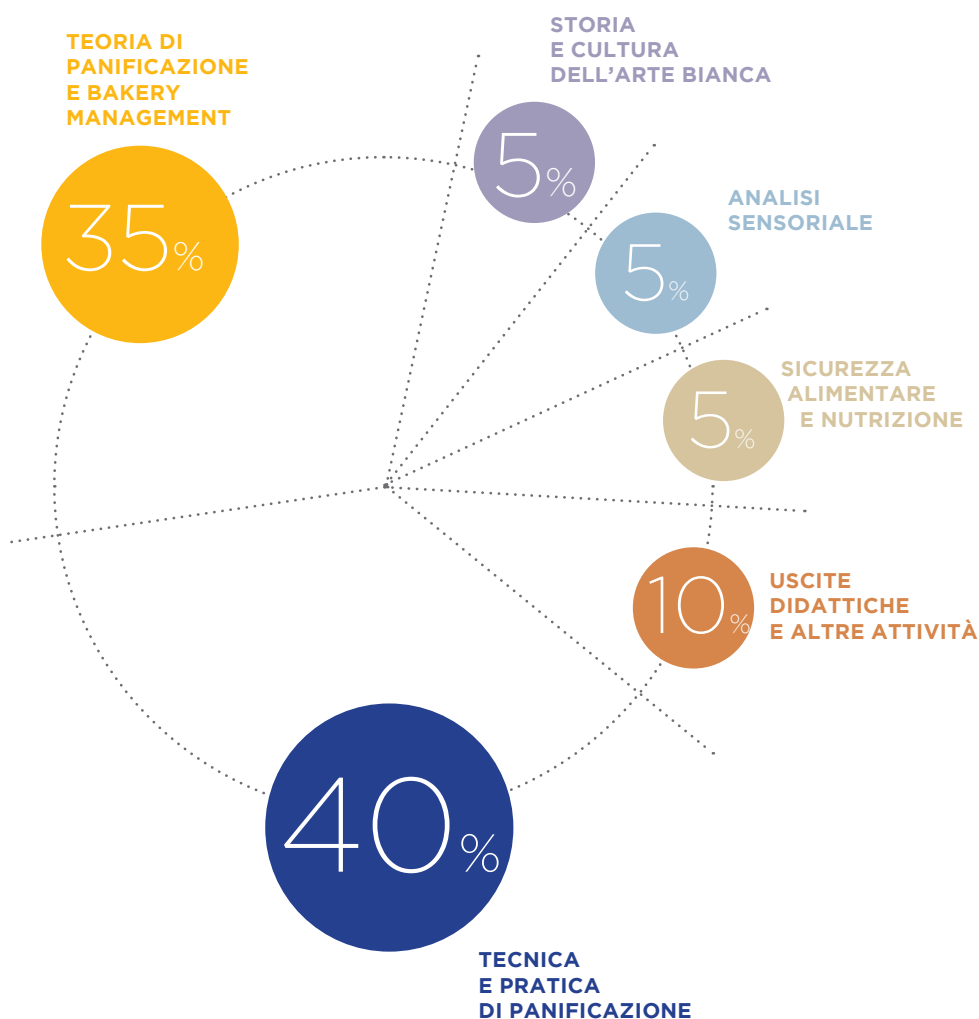 TEORIA DI
PANIFICAZIONE
E BAKERY
MANAGEMENT
35%
STORIA
E CULTURA
DELL’ARTE BIANCA
5%
ANALISI
SENSORIALE
5%
SICUREZZA
ALIMENTARE
E NUTRIZIONE
5%
USCITE
DIDATTICHE
E ALTRE ATTIVITÀ
10%
40%
TECNICA
E PRATICA
DI PANIFICAZIONE